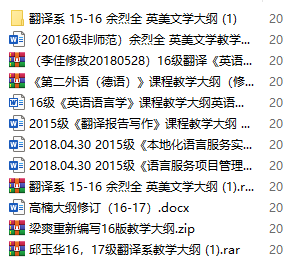 翻译系 15-16 余烈全 英美文学大纲 (1) 20
（2016级非师范）余烈全 英美文学教学... 20
（李佳修改20180528）16级翻译《英语... 20
《第二外语（德语）》课程教学大纲（修... 20
16级《英语语言学》课程教学大纲英语... 20
2015级《翻译报告写作》课程教学大纲 ... 20
2018.04.30 2015级《本地化语言服务实... 20
2018.04.30 2015级《语言服务项目管理... 20
翻译系 15-16 余烈全 英美文学大纲 (1).r... 20
高楠大纲修订（16-17）.docx 20
梁爽重新编写16版教学大纲.zip 20
邱玉华16，17级翻译系教学大纲 (1).rar 20